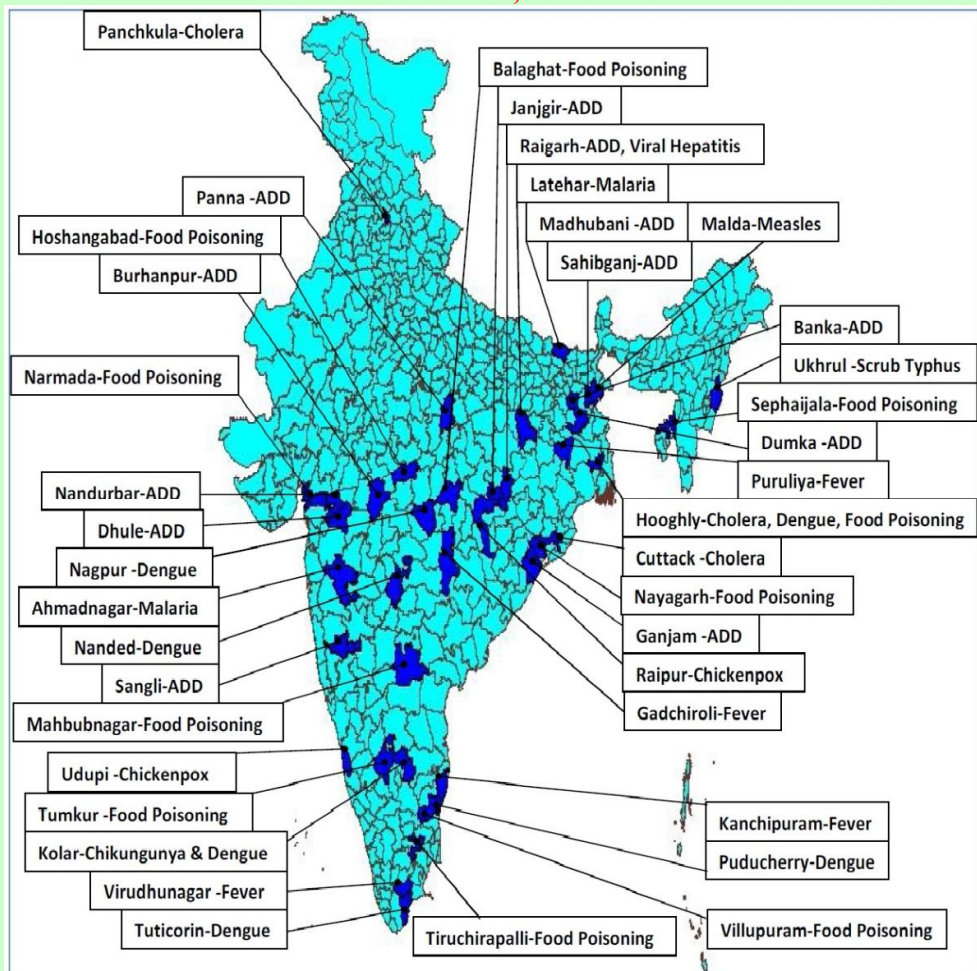 Panchkula-Cholera
Balaghat-Food Poisoning
Janjgir-ADD
Raigarh-ADD, Viral Hepatitis
Latehar-Malaria
Madhubani -ADD
Malda-Measles
Sahibganj-ADD
Panna -ADD
Hoshangabad-Food Poisoning
Burhanpur-ADD
Narmada-Food Poisoning
Banka-ADD
Ukhrul -Scrub Typhus
Sephaijala-Food Poisoning
Dumka -ADD
Puruliya-Fever
Nandurbar-ADD
Dhule-ADD
Nagpur -Dengue
Ahmadnagar-Malaria
Nanded-Dengue
Sangli-ADD
Mahbubnagar-Food Poisoning
Hooghly-Cholera, Dengue, Food Poisoning
Cuttack -Cholera
Nayagarh-Food Poisoning
Ganjam -ADD
Raipur-Chickenpox
Gadchiroli-Fever
Udupi -Chickenpox
Tumkur -Food Poisoning
Kolar-Chikungunya & Dengue
Virudhunagar -Fever
Tuticorin-Dengue
Kanchipuram-Fever
Puducherry-Dengue
Tiruchirapalli-Food Poisoning
Villupuram-Food Poisoning